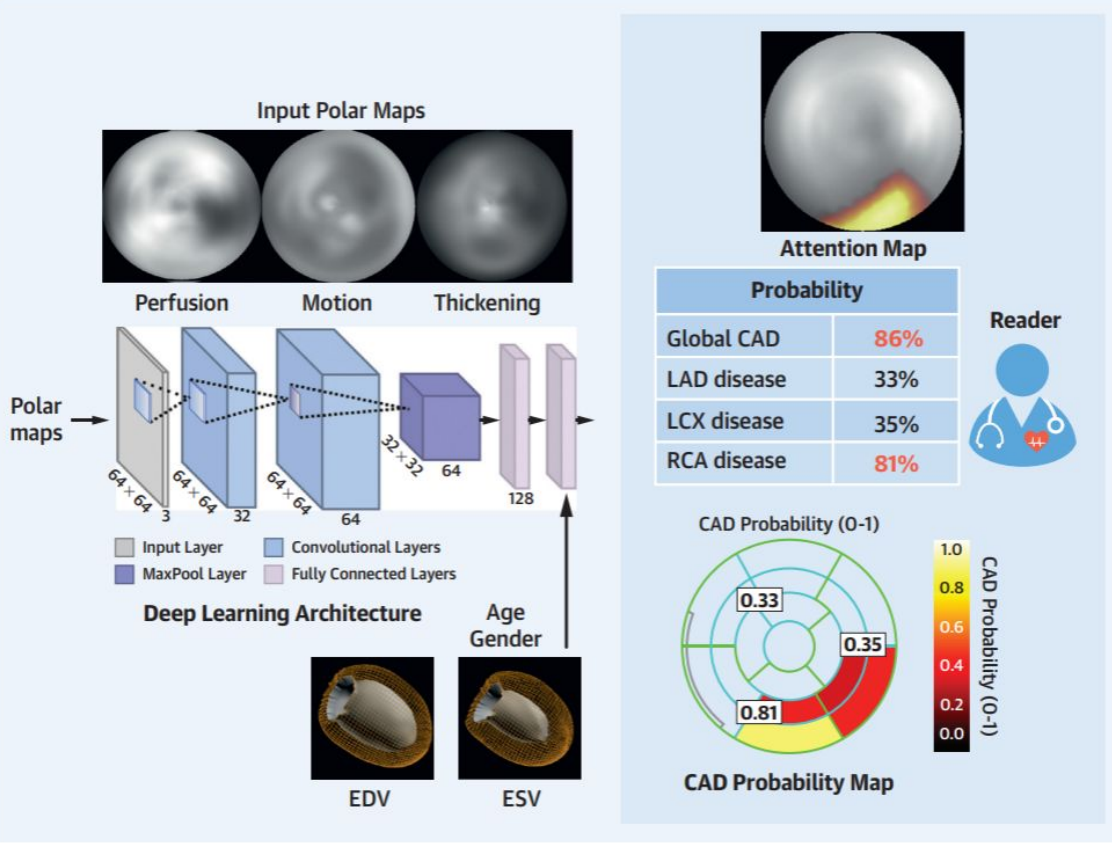 Input Polar Maps
Perfusion
Motion
Thickening
Polar
maps
64 × 64
3
64 × 64
32
64 × 64
64
32 × 32
64
128
Input Layer
Convolutional Layers
MaxPool Layer
Fully Connected Layers
Deep Learning Architecture
Age
Gender
EDV
ESV
Attention Map
Probability
Global CAD 86%
LAD disease 33%
LCX disease 35%
RCA disease 81%
Reader
CAD Probability (0-1)
0.33
0.35
0.81
1.0
0.8
0.6
0.4
0.2
0.0
CAD Probability (0-1)
CAD Probability Map